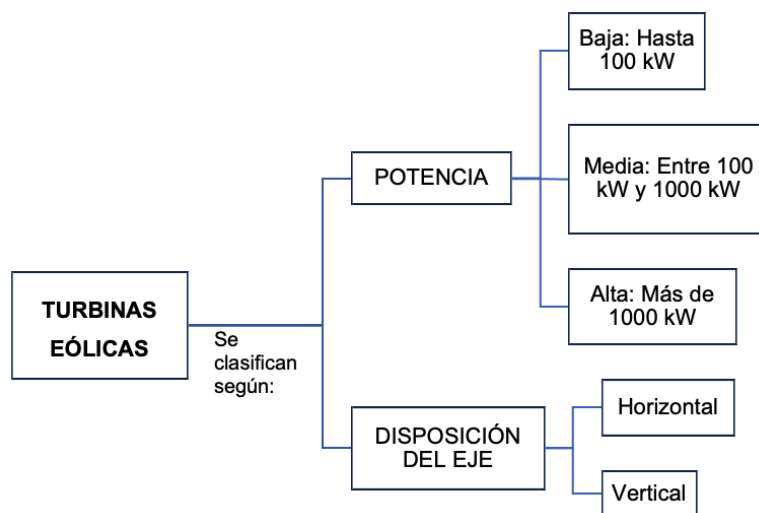 TURBINAS
EÓLICAS
Se
clasifican
según:
POTENCIA
Baja: Hasta
100 kW
Media: Entre 100
kW y 1000 kW
Alta: Más de
1000 kW
DISPOSICIÓN
DEL EJE
Horizontal
Vertical